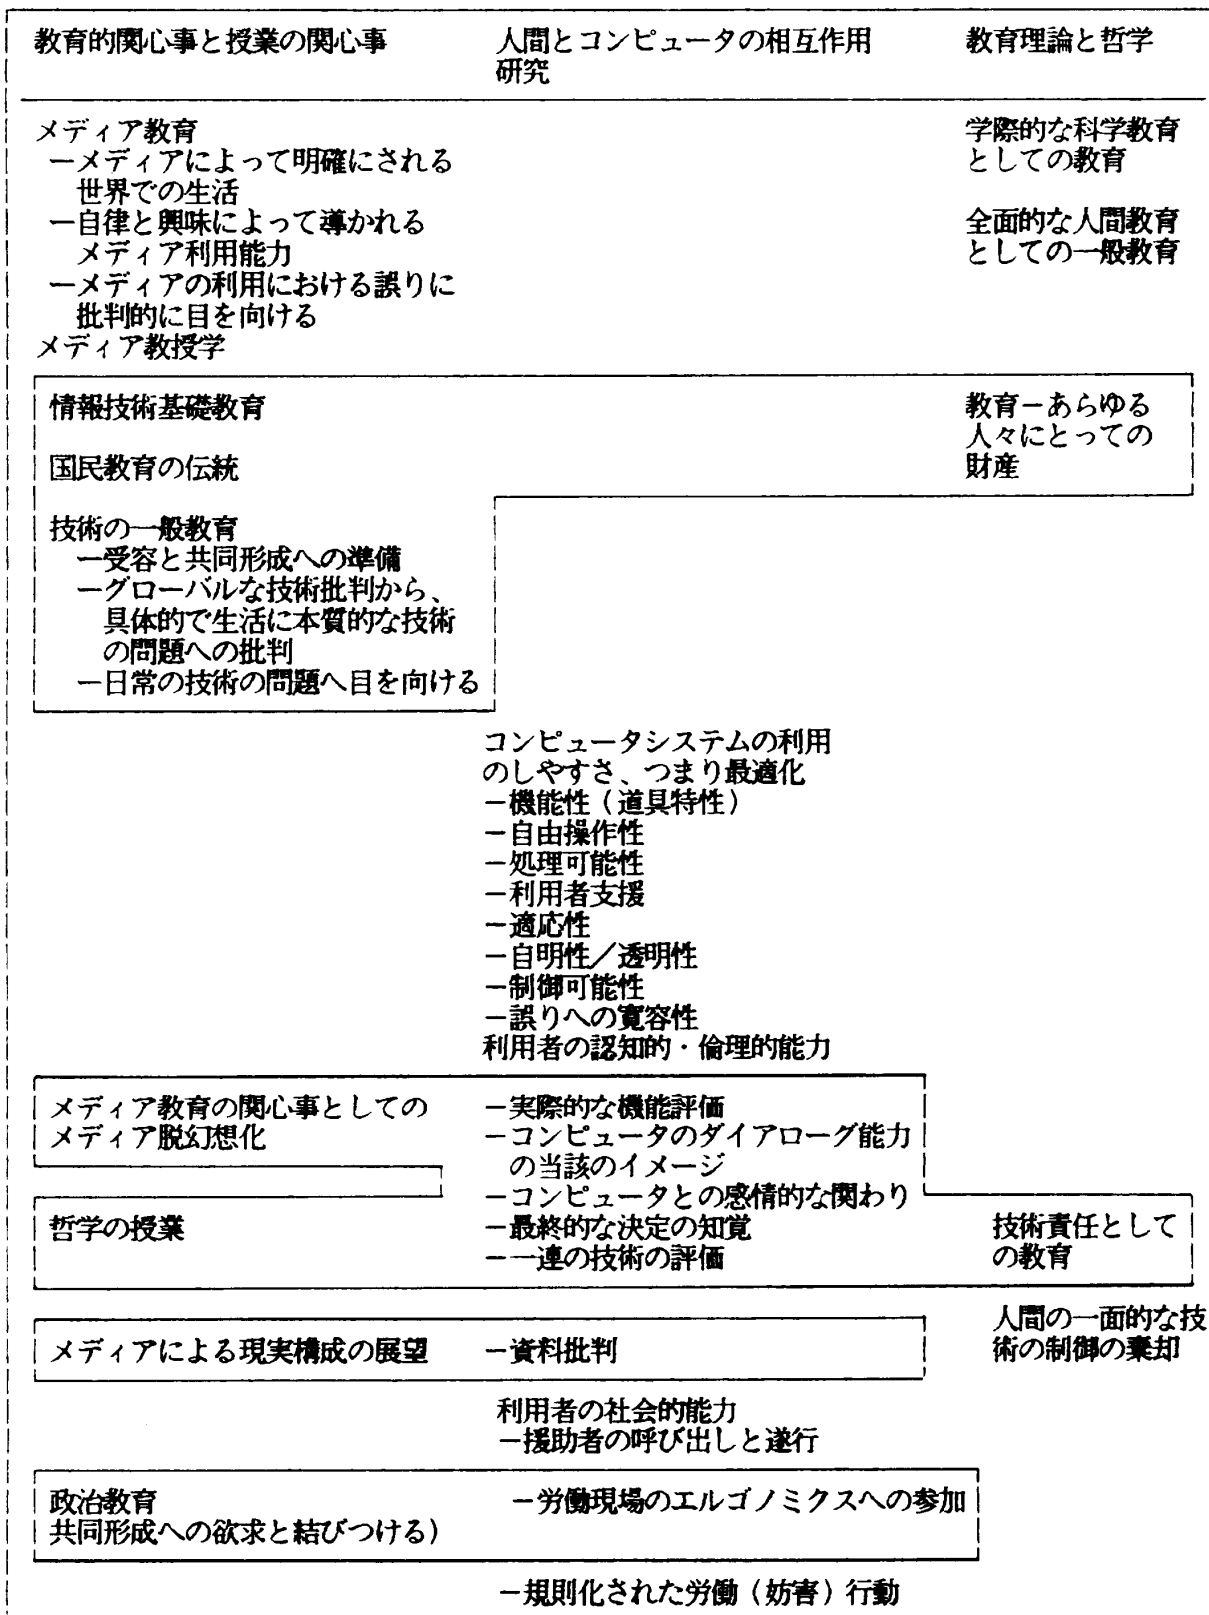 教育的関心事と授業の関心事
人間とコンピュータの相互作用
研究
教育理論と哲学
メディア教育
－メディアによって明確にされる
世界での生活
－自律と興味によって導かれる
メディア利用能力
－メディアの利用における誤りに
批判的に目を向ける
メディア教授学
学際的な科学教育
としての教育
全面的な人間教育
としての一般教育
情報技術基礎教育
国民教育の伝統
教育－あらゆる
人々にとっての
財産
技術の一般教育
－受容と共同形成への準備
－グローバルな技術批判から、
具体的で生活に本質的な技術
の問題への批判
－日常の技術の問題へ目を向ける
コンピュータシステムの利用
のしやすさ、つまり最適化
－機能性（道具特性）
－自由操作性
－処理可能性
－利用者支援
－適応性
－自明性／透明性
－制御可能性
－誤りへの寛容性
利用者の認知的・倫理的能力
メディア教育の関心事としての
メディア脱幻想化
－実際的な機能評価
－コンピュータのダイアローグ能力
の当該のイメージ
－コンピュータとの感情的な関わり
哲学の授業
－最終的な決定の知覚
－一連の技術の評価
技術責任として
の教育
人間の一面的な技
術の制御の棄却
メディアによる現実構成の展望
－資料批判
利用者の社会的能力
－援助者の呼び出しと遂行
政治教育
共同形成への欲求と結びつける）
－労働現場のエルゴノミクスへの参加
－規則化された労働（妨害）行動